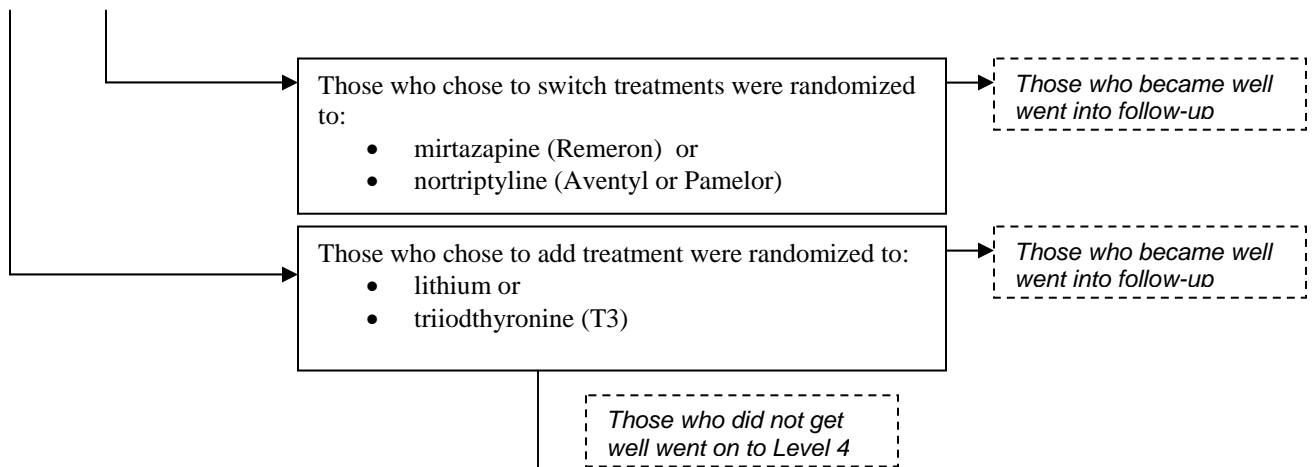 Those who chose to switch treatments were randomized
to:
• mirtazapine (Remeron) or
• nortriptyline (Aventyl or Pamelor)
Those who became well
went into follow-up
Those who chose to add treatment were randomized to:
• lithium or
• triiodthyronine (T3)
Those who became well
went into follow-up
Those who did not get
well went on to Level 4